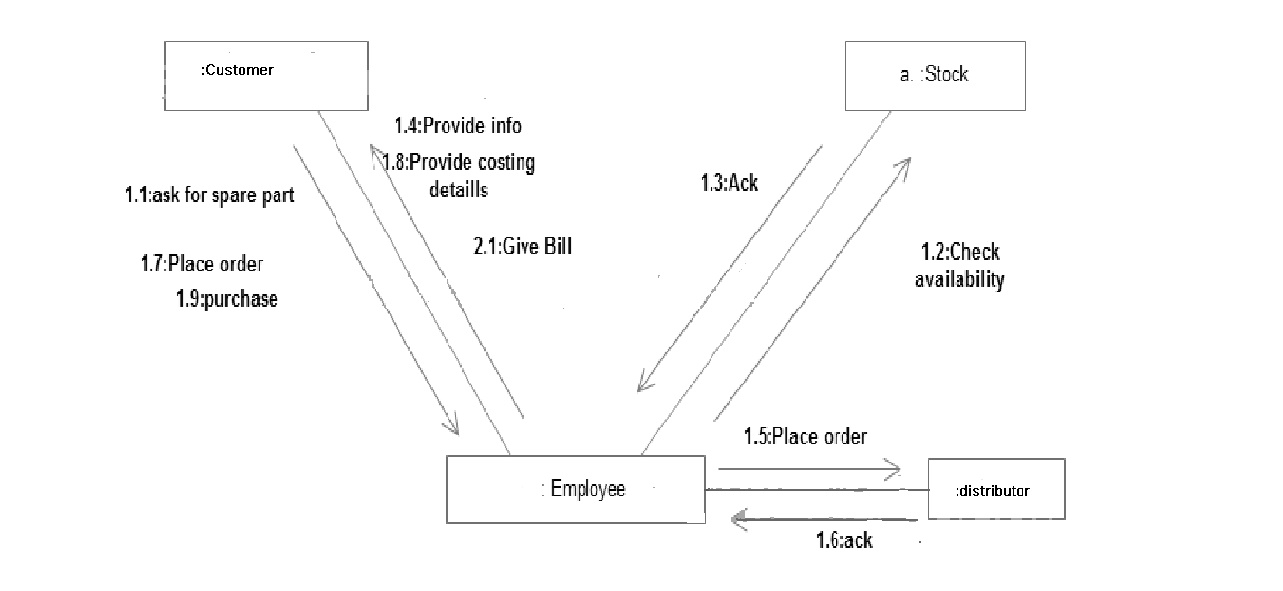 :Customer
a. :Stock
1.4:Provide info
1.8:Provide costing
detaills
1.3:Ack
1.1:ask for spare part
2.1:Give Bill
1.2:Check
availability
1.7:Place order
1.9:purchase
1.5:Place order
: Employee
:distributor
1.6:ack